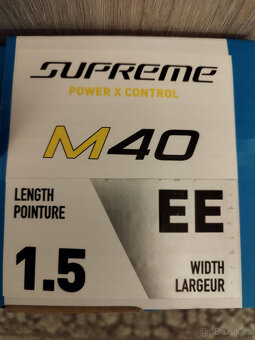 SUPREME
POWER X CONTROL
M40
LENGTH
POINTURE
EE
1.5
WIDTH
LARGEUR